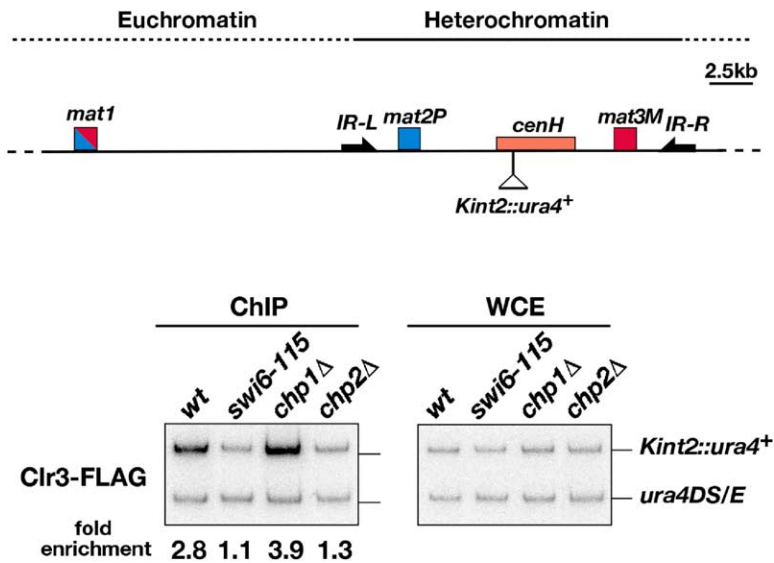 Euchromatin Heterochromatin
2.5kb
mat1 IR-L mat2P cenH mat3M IR-R
Kint2::ura4+
ChIP WCE
wt swi6-115 chp1Δ chp2Δ wt swi6-115 chp1Δ chp2Δ
Kint2::ura4+
Clr3-FLAG
ura4DS/E
fold
enrichment 2.8 1.1 3.9 1.3